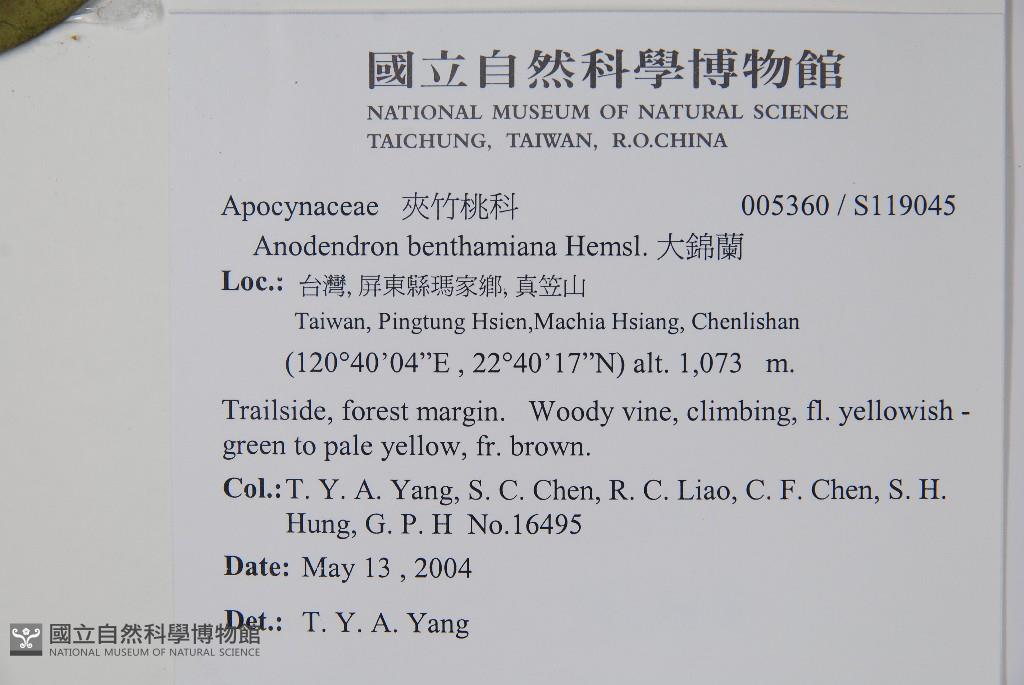 國立自然科學博物館
NATIONAL MUSEUM OF NATURAL SCIENCE
TAICHUNG, TAIWAN, R.O.CHINA
Apocynaceae 夾竹桃科 005360 / S119045
Anodendron benthamiana Hemsl. 大錦蘭
Loc.: 台灣, 屏東縣瑪家鄉, 真笠山
Taiwan, Pingtung Hsien,Machia Hsiang, Chenlishan
(120°40’04”E , 22°40’17”N) alt. 1,073 m.
Trailside, forest margin. Woody vine, climbing, fl. yellowish -
green to pale yellow, fr. brown.
Col.: T. Y. A. Yang, S. C. Chen, R. C. Liao, C. F. Chen, S. H.
Hung, G. P. H No.16495
Date: May 13 , 2004
Det.: T. Y. A. Yang
國立自然科學博物館
NATIONAL MUSEUM OF NATURAL SCIENCE